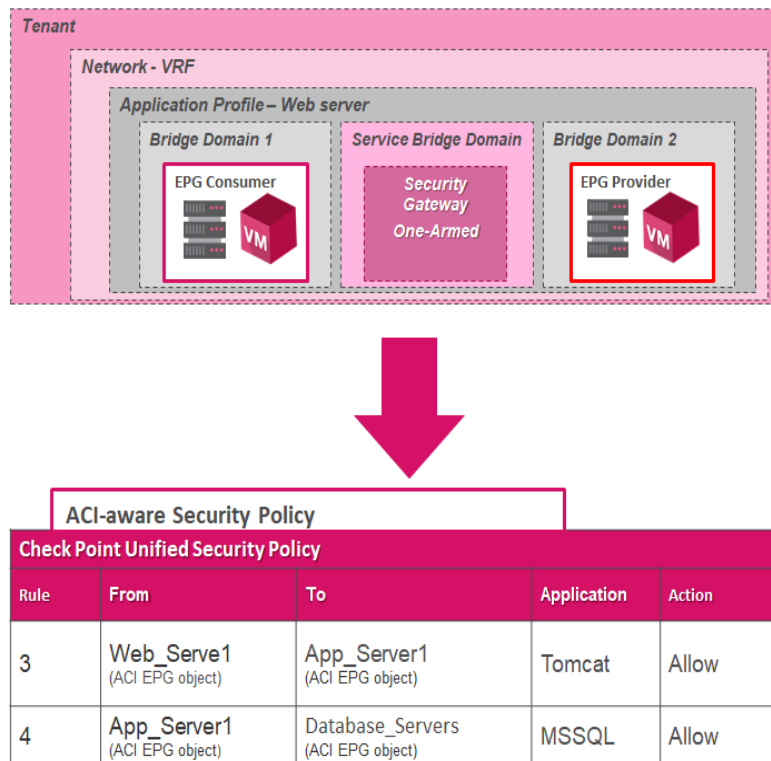 Tenant
Network - VRF
Application Profile – Web server
Bridge Domain 1
Service Bridge Domain
Bridge Domain 2
EPG Consumer
VM
Security
Gateway
One-Armed
EPG Provider
VM
ACI-aware Security Policy
Check Point Unified Security Policy
Rule From To Application Action
3 Web_Serve1 App_Server1 Tomcat Allow
(ACI EPG object) (ACI EPG object)
4 App_Server1 Database_Servers MSSQL Allow
(ACI EPG object) (ACI EPG object)